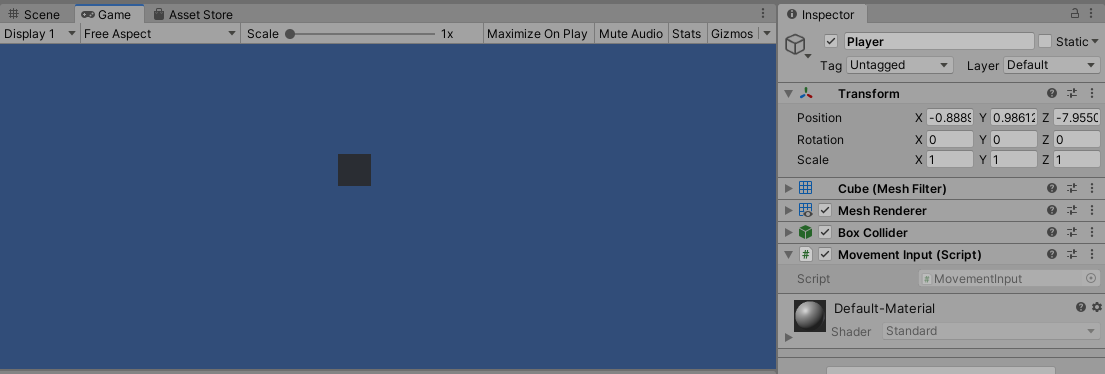 Scene Game Asset Store
Display 1 Free Aspect Scale 1x Maximize On Play Mute Audio Stats Gizmos
Inspector
Player Static
Tag Untagged Layer Default
Transform
Position X -0.8889 Y 0.98612 Z -7.9550
Rotation X 0 Y 0 Z 0
Scale X 1 Y 1 Z 1
Cube (Mesh Filter)
Mesh Renderer
Box Collider
# Movement Input (Script)
Script # MovementInput
Default-Material
Shader Standard